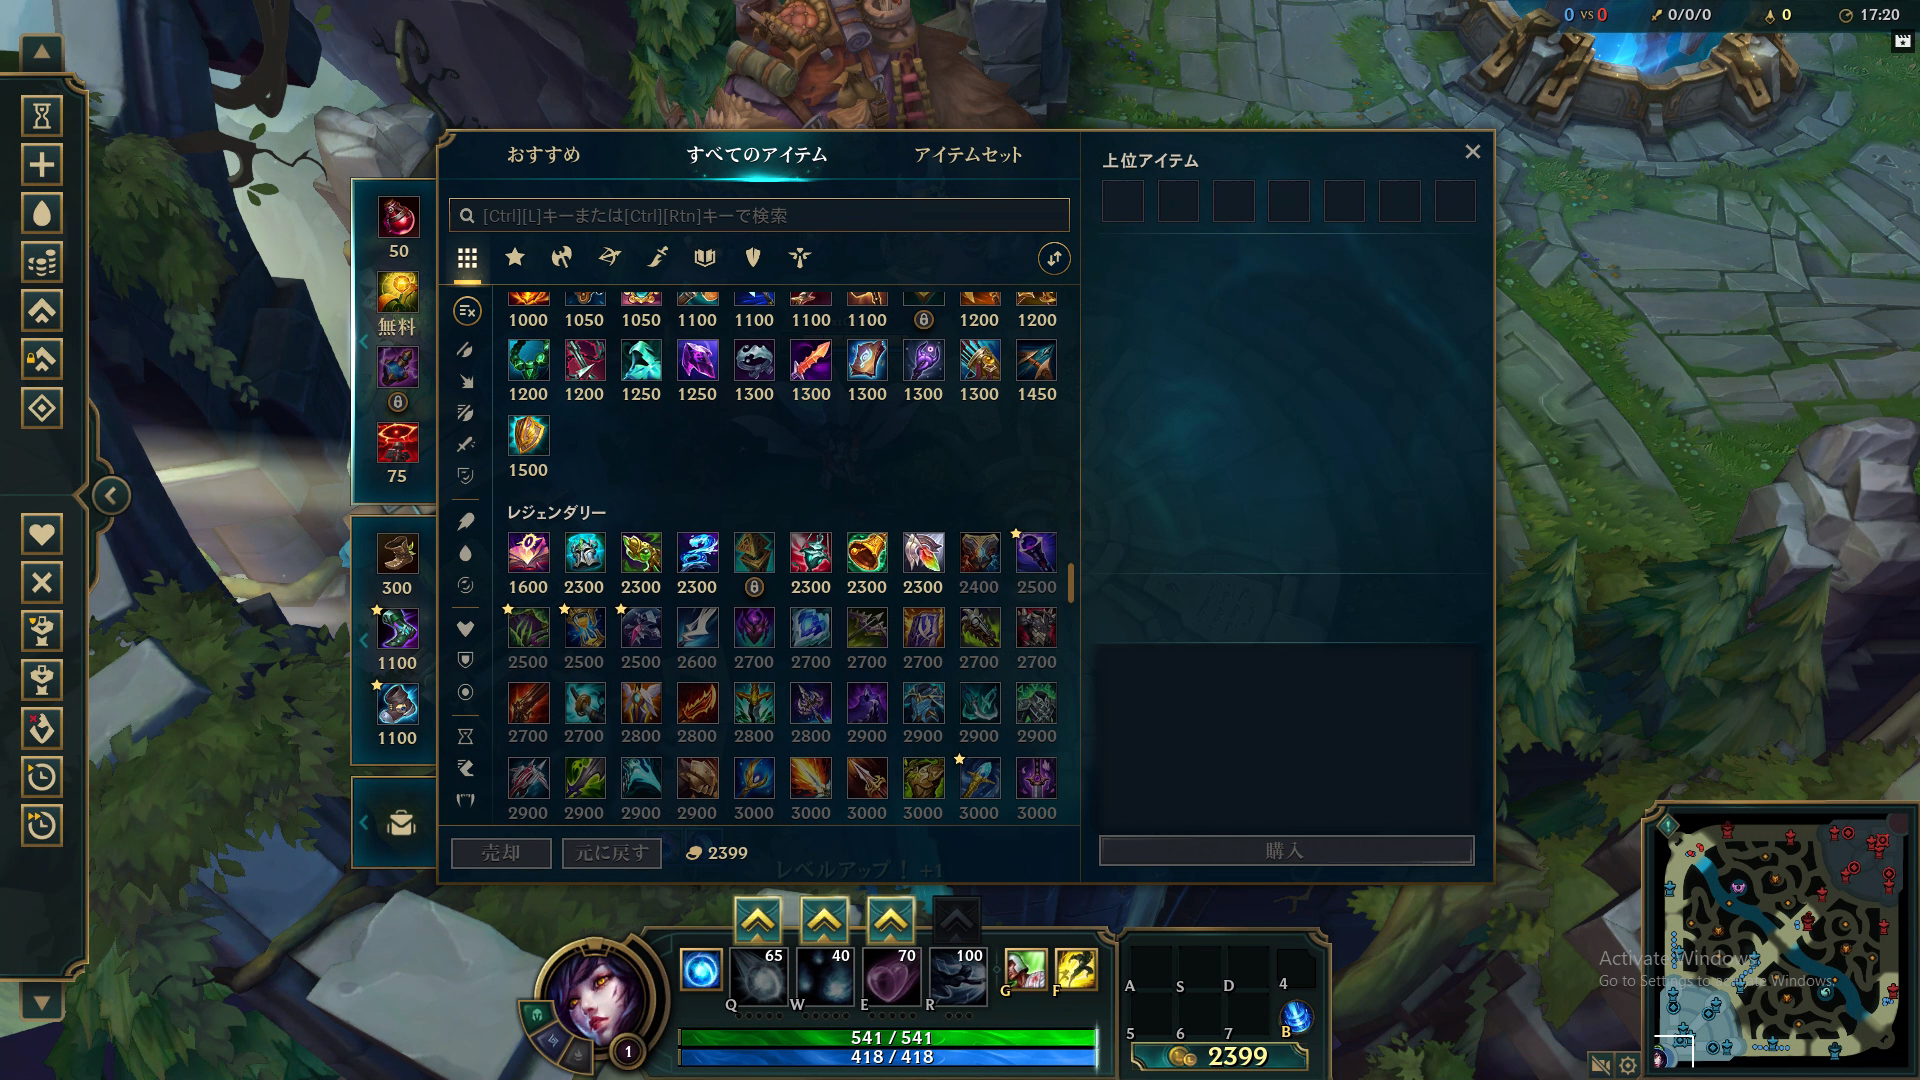 0 vs 0
0/0/0
0
17:20
おすすめ
すべてのアイテム
アイテムセット
上位アイテム
[Ctrl][L]キーまたは[Ctrl][Rtn]キーで検索
50
無料
75
300
1100
1100
1000 1050 1050 1100 1100 1100 1100 1200 1200
1200 1200 1250 1250 1300 1300 1300 1300 1300 1450
1500
レジェンダリー
1600 2300 2300 2300 2300 2300 2300 2400 2500
2500 2500 2500 2600 2700 2700 2700 2700 2700 2700
2700 2700 2800 2800 2800 2800 2900 2900 2900 2900
2900 2900 2900 2900 3000 3000 3000 3000 3000 3000
売却
元に戻す
2399
購入
レベルアップ！ +1
65 40 70 100
Q W E R G F
A S D 4
5 6 7 B
541 / 541
418 / 418
1
2399
Activate Windows
Go to Settings to activate Windows.